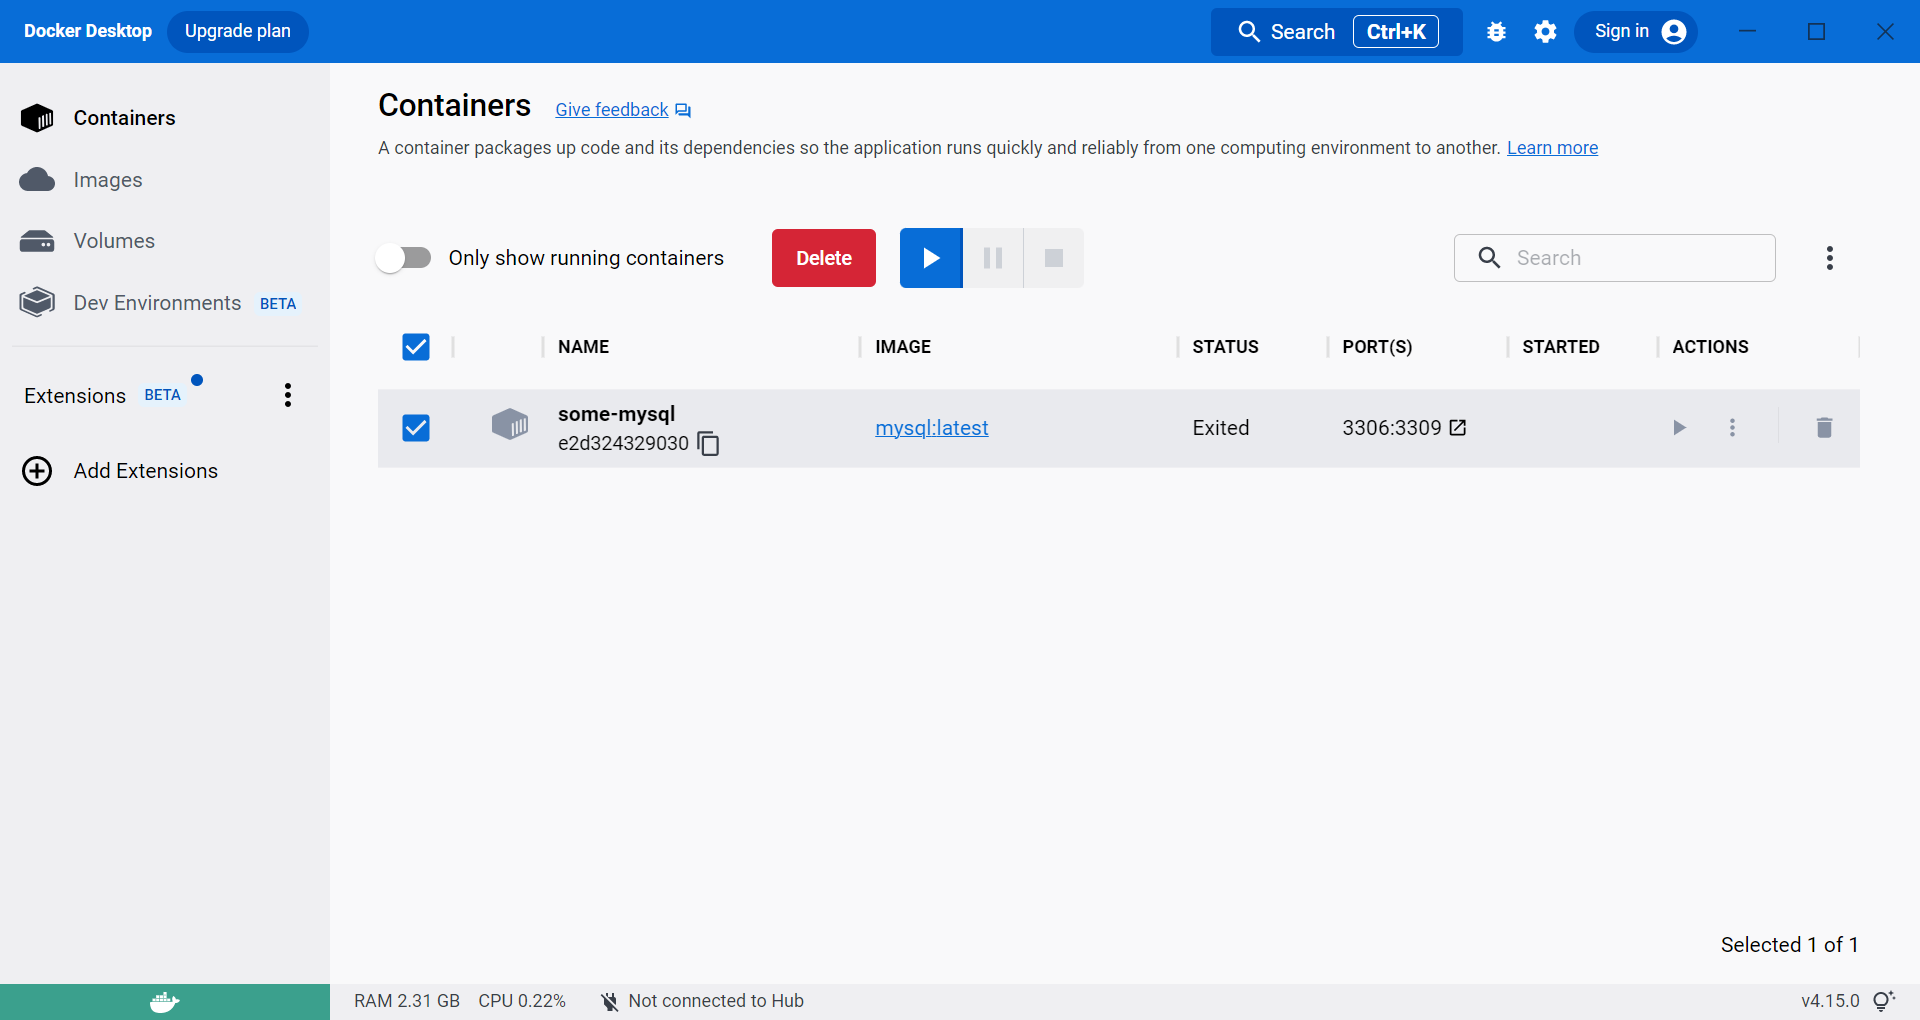 Docker Desktop Upgrade plan Search Ctrl+K Sign in
Containers
Images
Volumes
Dev Environments BETA
Extensions BETA
Add Extensions
Containers Give feedback
A container packages up code and its dependencies so the application runs quickly and reliably from one computing environment to another. Learn more
Only show running containers Delete Search
NAME IMAGE STATUS PORT(S) STARTED ACTIONS
some-mysql
e2d324329030 mysql:latest Exited 3306:3309
Selected 1 of 1
RAM 2.31 GB CPU 0.22% Not connected to Hub v4.15.0